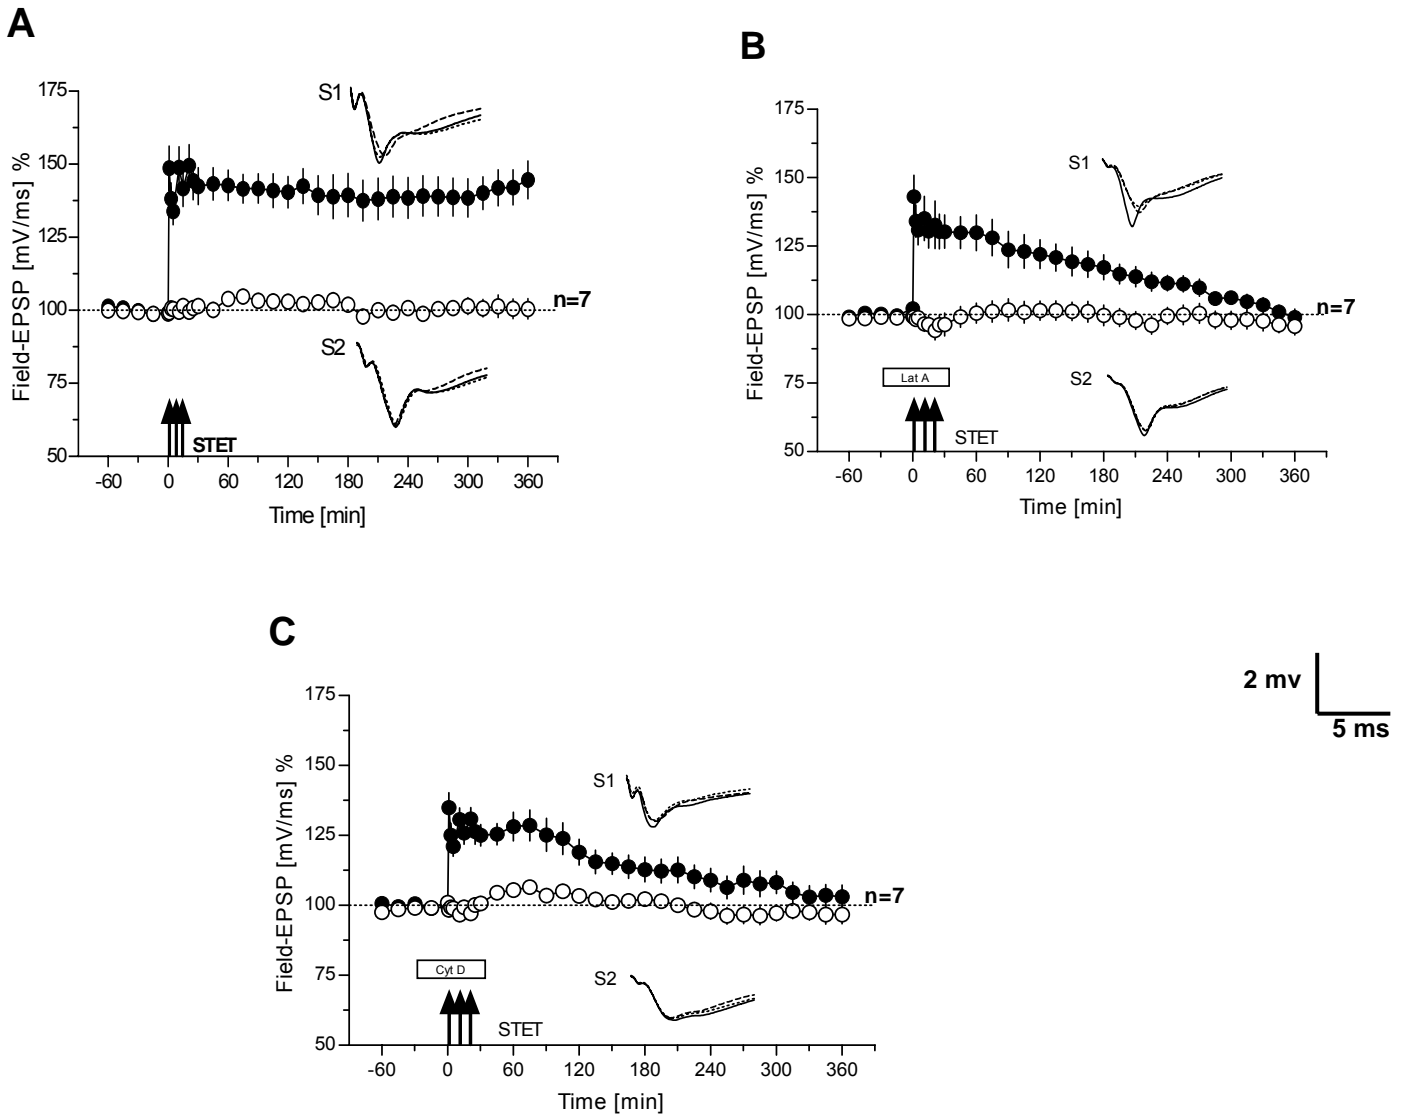 A
Field-EPSP [mV/ms] %
175
150
125
100
75
50
S1
n=7
S2
STET
-60 0 60 120 180 240 300 360
Time [min]
B
Field-EPSP [mV/ms] %
175
150
125
100
75
50
S1
n=7
Lat A
S2
STET
-60 0 60 120 180 240 300 360
Time [min]
C
Field-EPSP [mV/ms] %
175
150
125
100
75
50
S1
n=7
Cyt D
S2
STET
-60 0 60 120 180 240 300 360
Time [min]
2 mv
5 ms